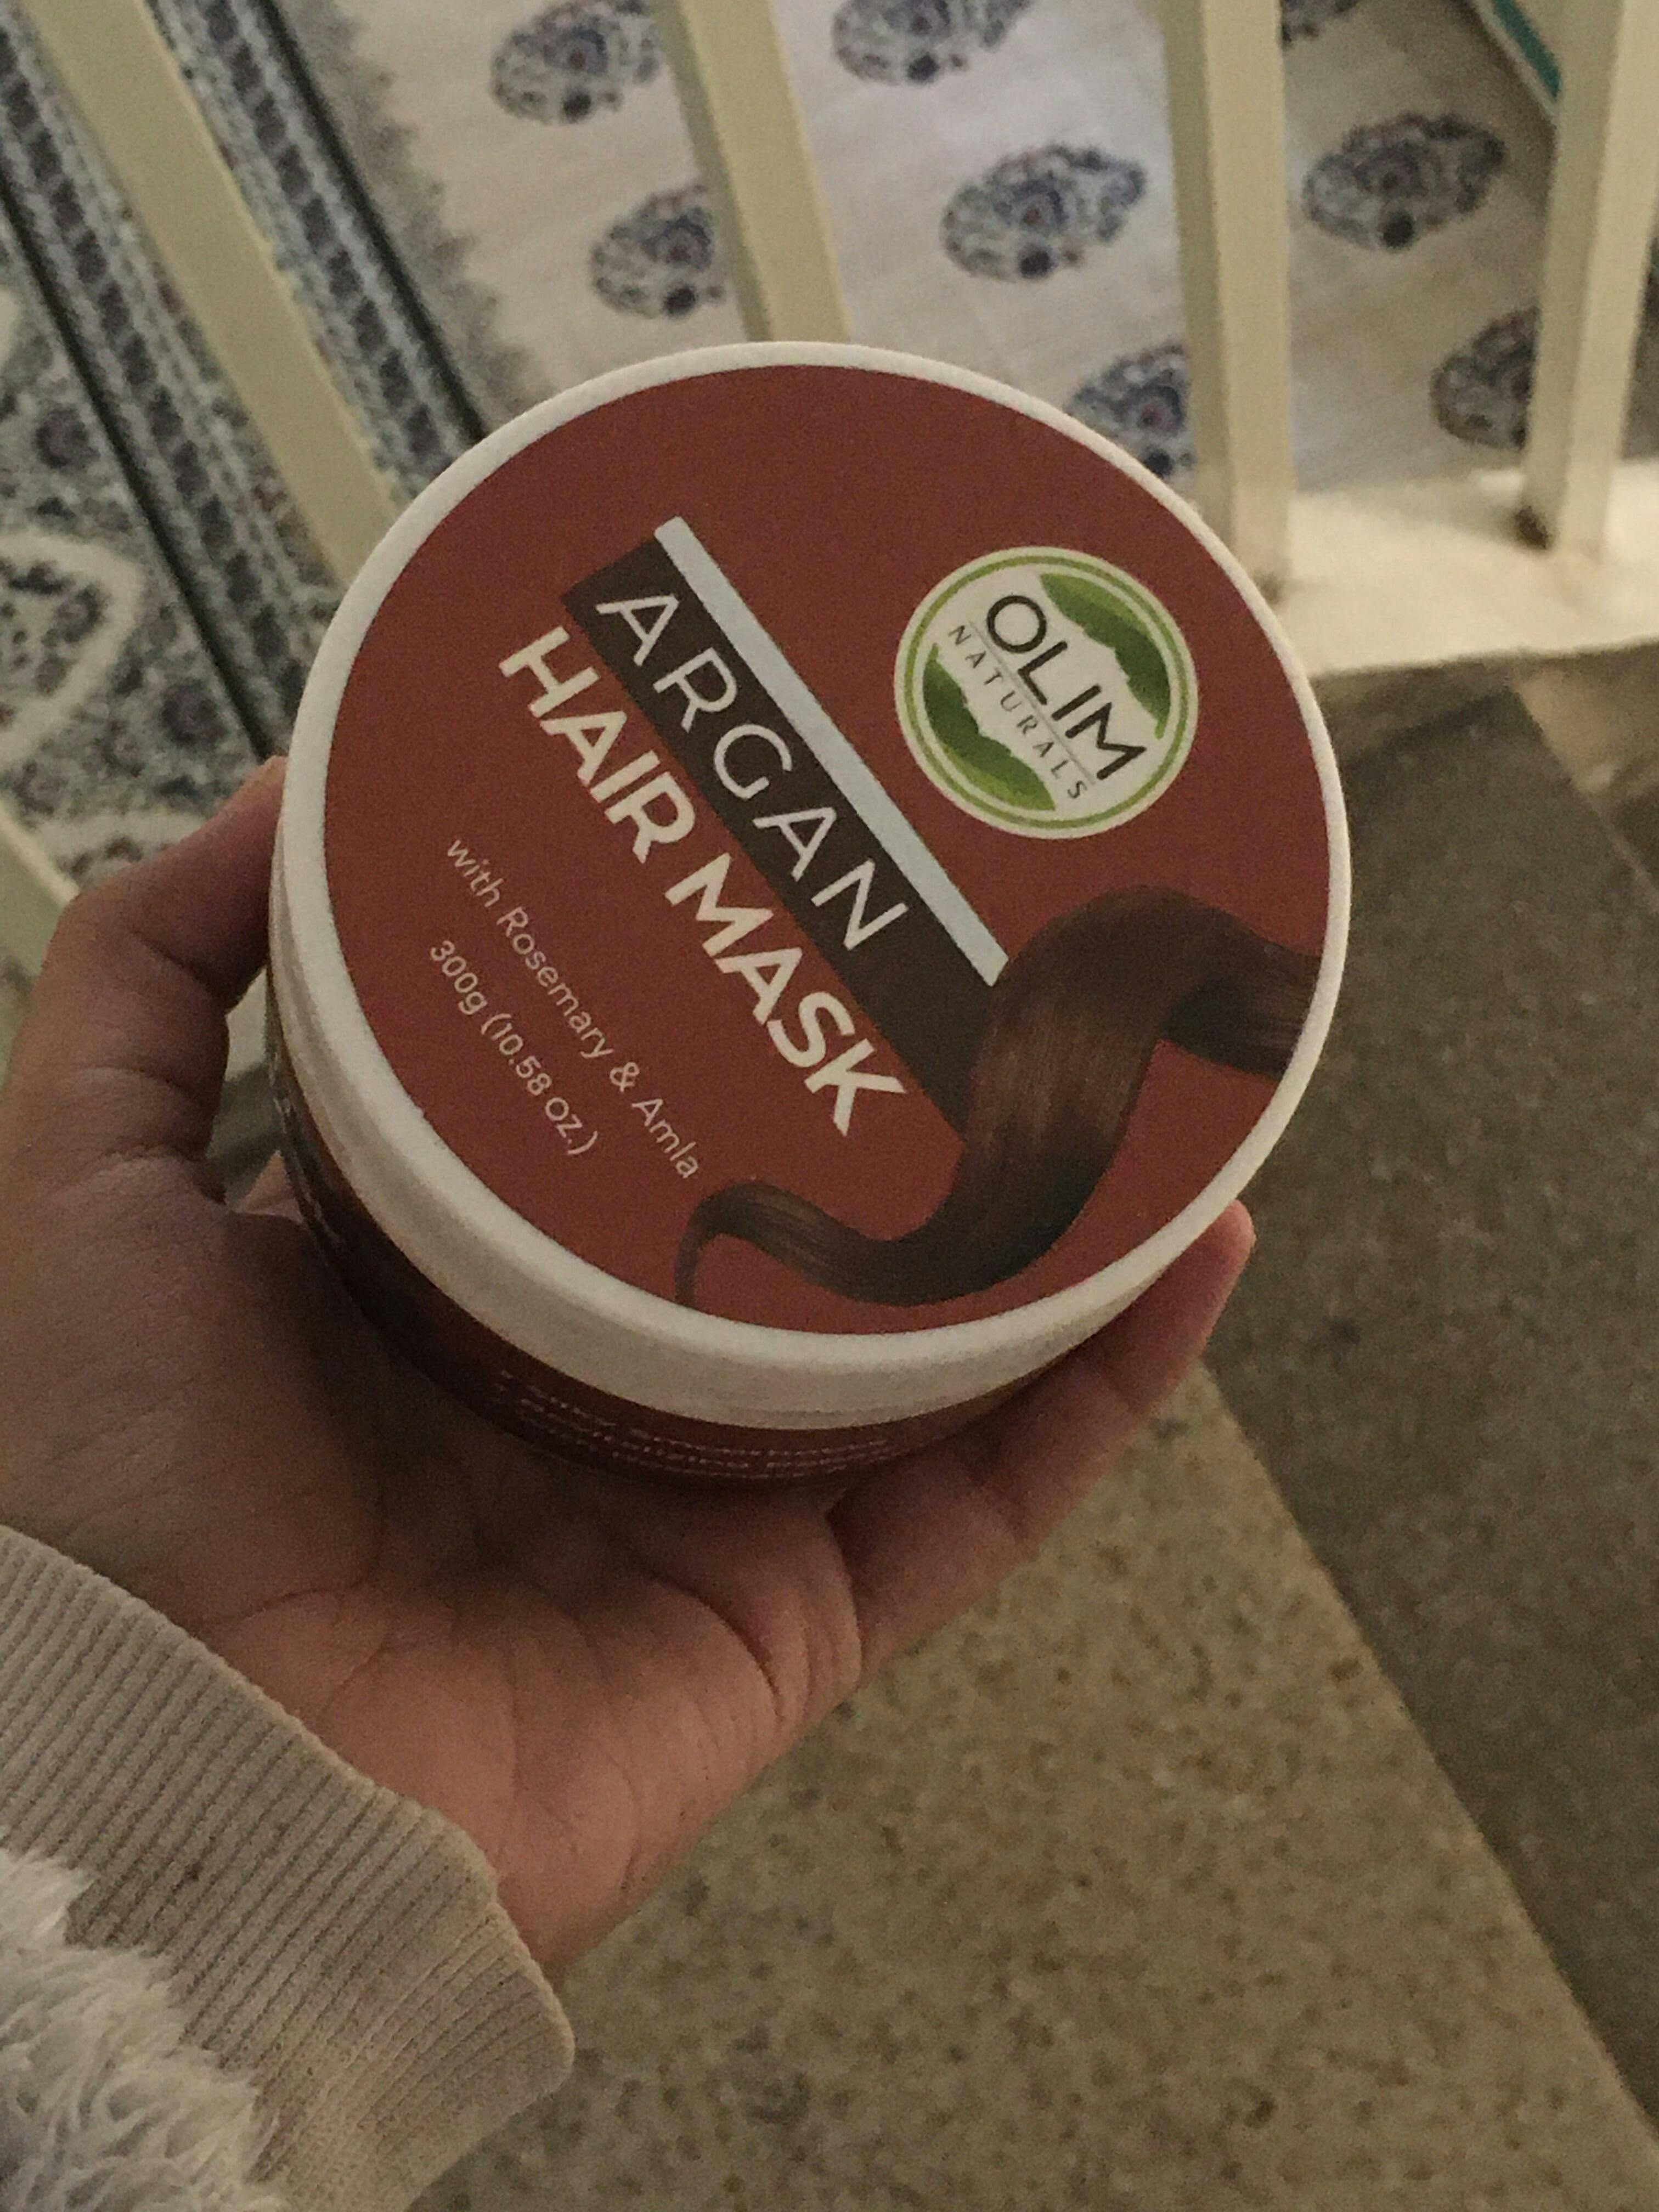 OLIM
NATURALS
ARGAN
HAIR MASK
with Rosemary & Amla
300g (10.58 OZ.)